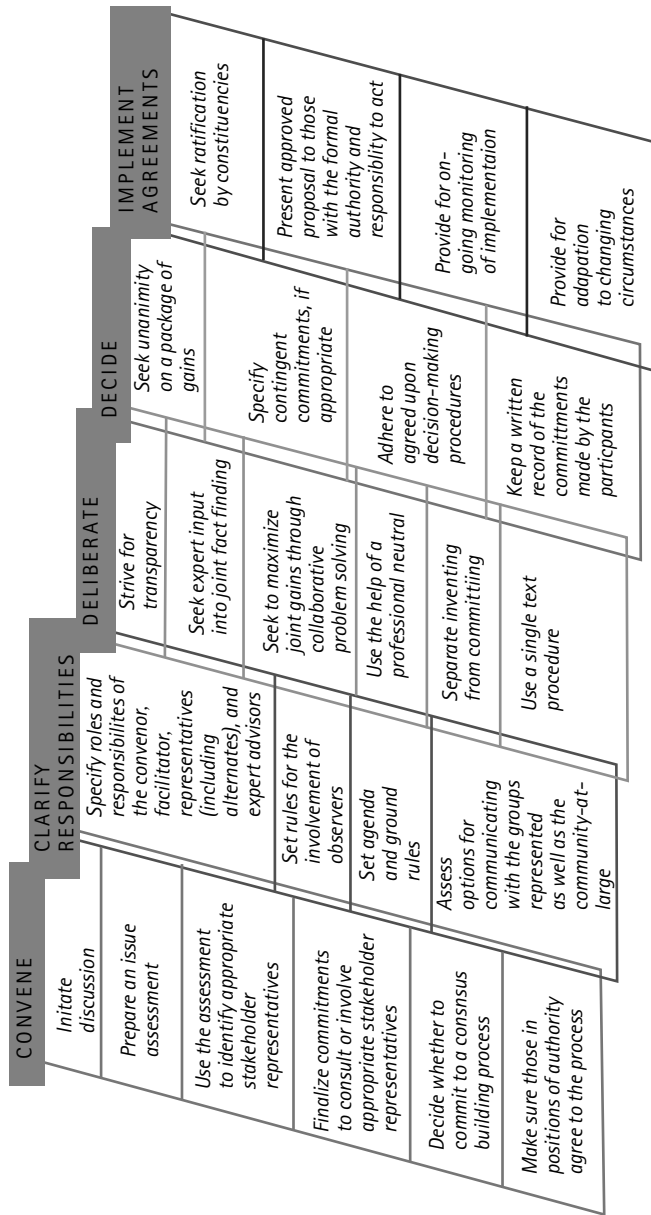 CONVENE
Initate
discussion
Prepare an issue
assessment
Use the assessment
to identify appropriate
stakeholder
representatives
Finalize commitments
to consult or involve
appropriate stakeholder
representatives
Decide whether to
commit to a consnsus
building process
Make sure those in
positions of authority
agree to the process
CLARIFY
RESPONSIBILITIES
Specify roles and
responsibilites of
the convenor,
facilitator,
representatives
(including
alternates), and
expert advisors
Set rules for the
involvement of
observers
Set agenda
and ground
rules
Assess
options for
communicating
with the groups
represented
as well as the
community-at-
large
DELIBERATE
Strive for
transparency
Seek expert input
into joint fact finding
Seek to maximize
joint gains through
collaborative
problem solving
Use the help of a
professional neutral
Separate inventing
from committiing
Use a single text
procedure
DECIDE
Seek unanimity
on a package of
gains
Specify
contingent
commitments, if
appropriate
Adhere to
agreed upon
decision-making
procedures
Keep a written
record of the
committments
made by the
particpants
IMPLEMENT
AGREEMENTS
Seek ratification
by constituencies
Present approved
proposal to those
with the formal
authority and
responsiblity to act
Provide for on-
going monitoring
of implementaion
Provide for
adapation
to changing
circumstances